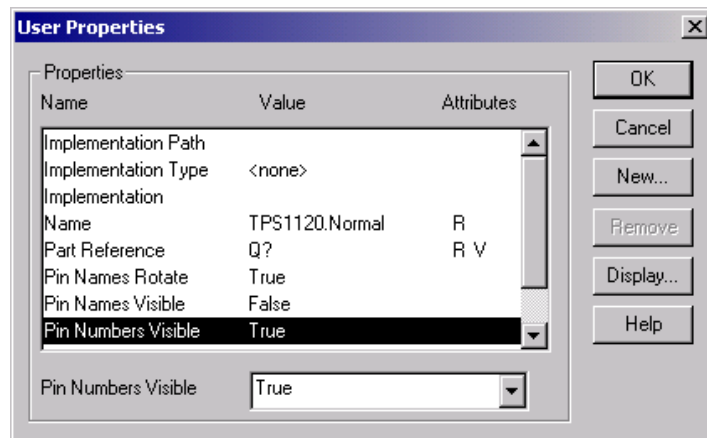 User Properties
Properties
Name Value Attributes
Implementation Path
Implementation Type <none>
Implementation
Name TPS1120.Normal R
Part Reference Q? R V
Pin Names Rotate True
Pin Names Visible False
Pin Numbers Visible True
Pin Numbers Visible True
OK
Cancel
New...
Remove
Display...
Help